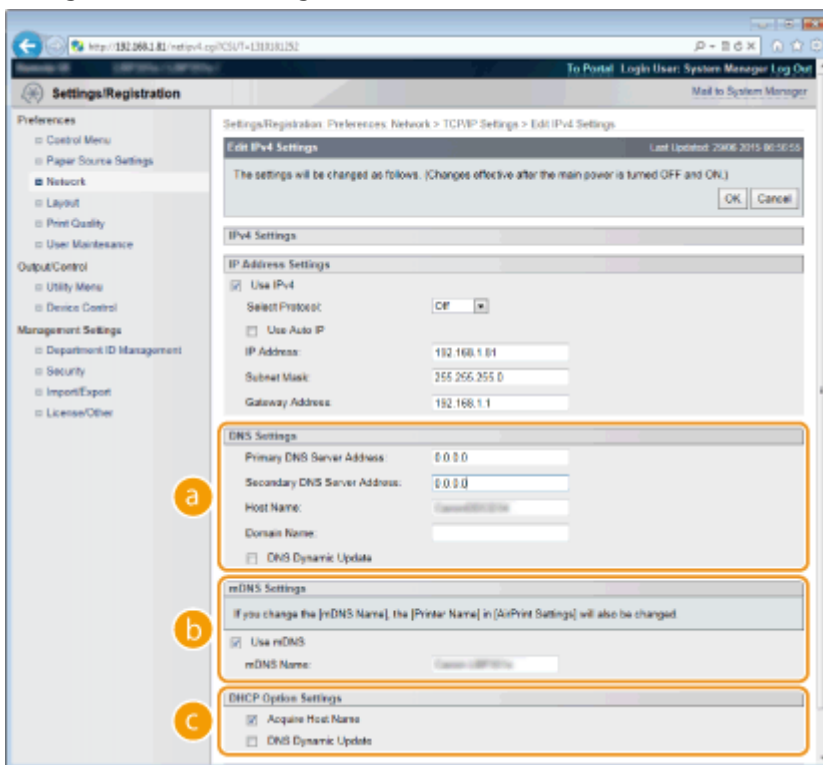 http://192.168.1.81/netipv4.cgi?CSU/T=1318181252
To Portal Login User: System Manager Log Out
Settings/Registration
Mail to System Manager
Preferences
Control Menu
Paper Source Settings
Network
Layout
Print Quality
User Maintenance
Output/Control
Utility Menu
Device Control
Management Settings
Department ID Management
Security
Import/Export
License/Other
Settings/Registration: Preferences: Network > TCP/IP Settings > Edit IPv4 Settings
Edit IPv4 Settings
Last Updated:
The settings will be changed as follows. (Changes effective after the main power is turned OFF and ON.)
OK Cancel
IPv4 Settings
IP Address Settings
Use IPv4
Select Protocol: Off
Use Auto IP
IP Address: 192.168.1.81
Subnet Mask: 255.255.255.0
Gateway Address: 192.168.1.1
a
DNS Settings
Primary DNS Server Address: 0.0.0.0
Secondary DNS Server Address: 0.0.0.0
Host Name:
Domain Name:
DNS Dynamic Update
b
mDNS Settings
If you change the [mDNS Name], the [Printer Name] in [AirPrint Settings] will also be changed.
Use mDNS
mDNS Name:
c
DHCP Option Settings
Acquire Host Name
DNS Dynamic Update